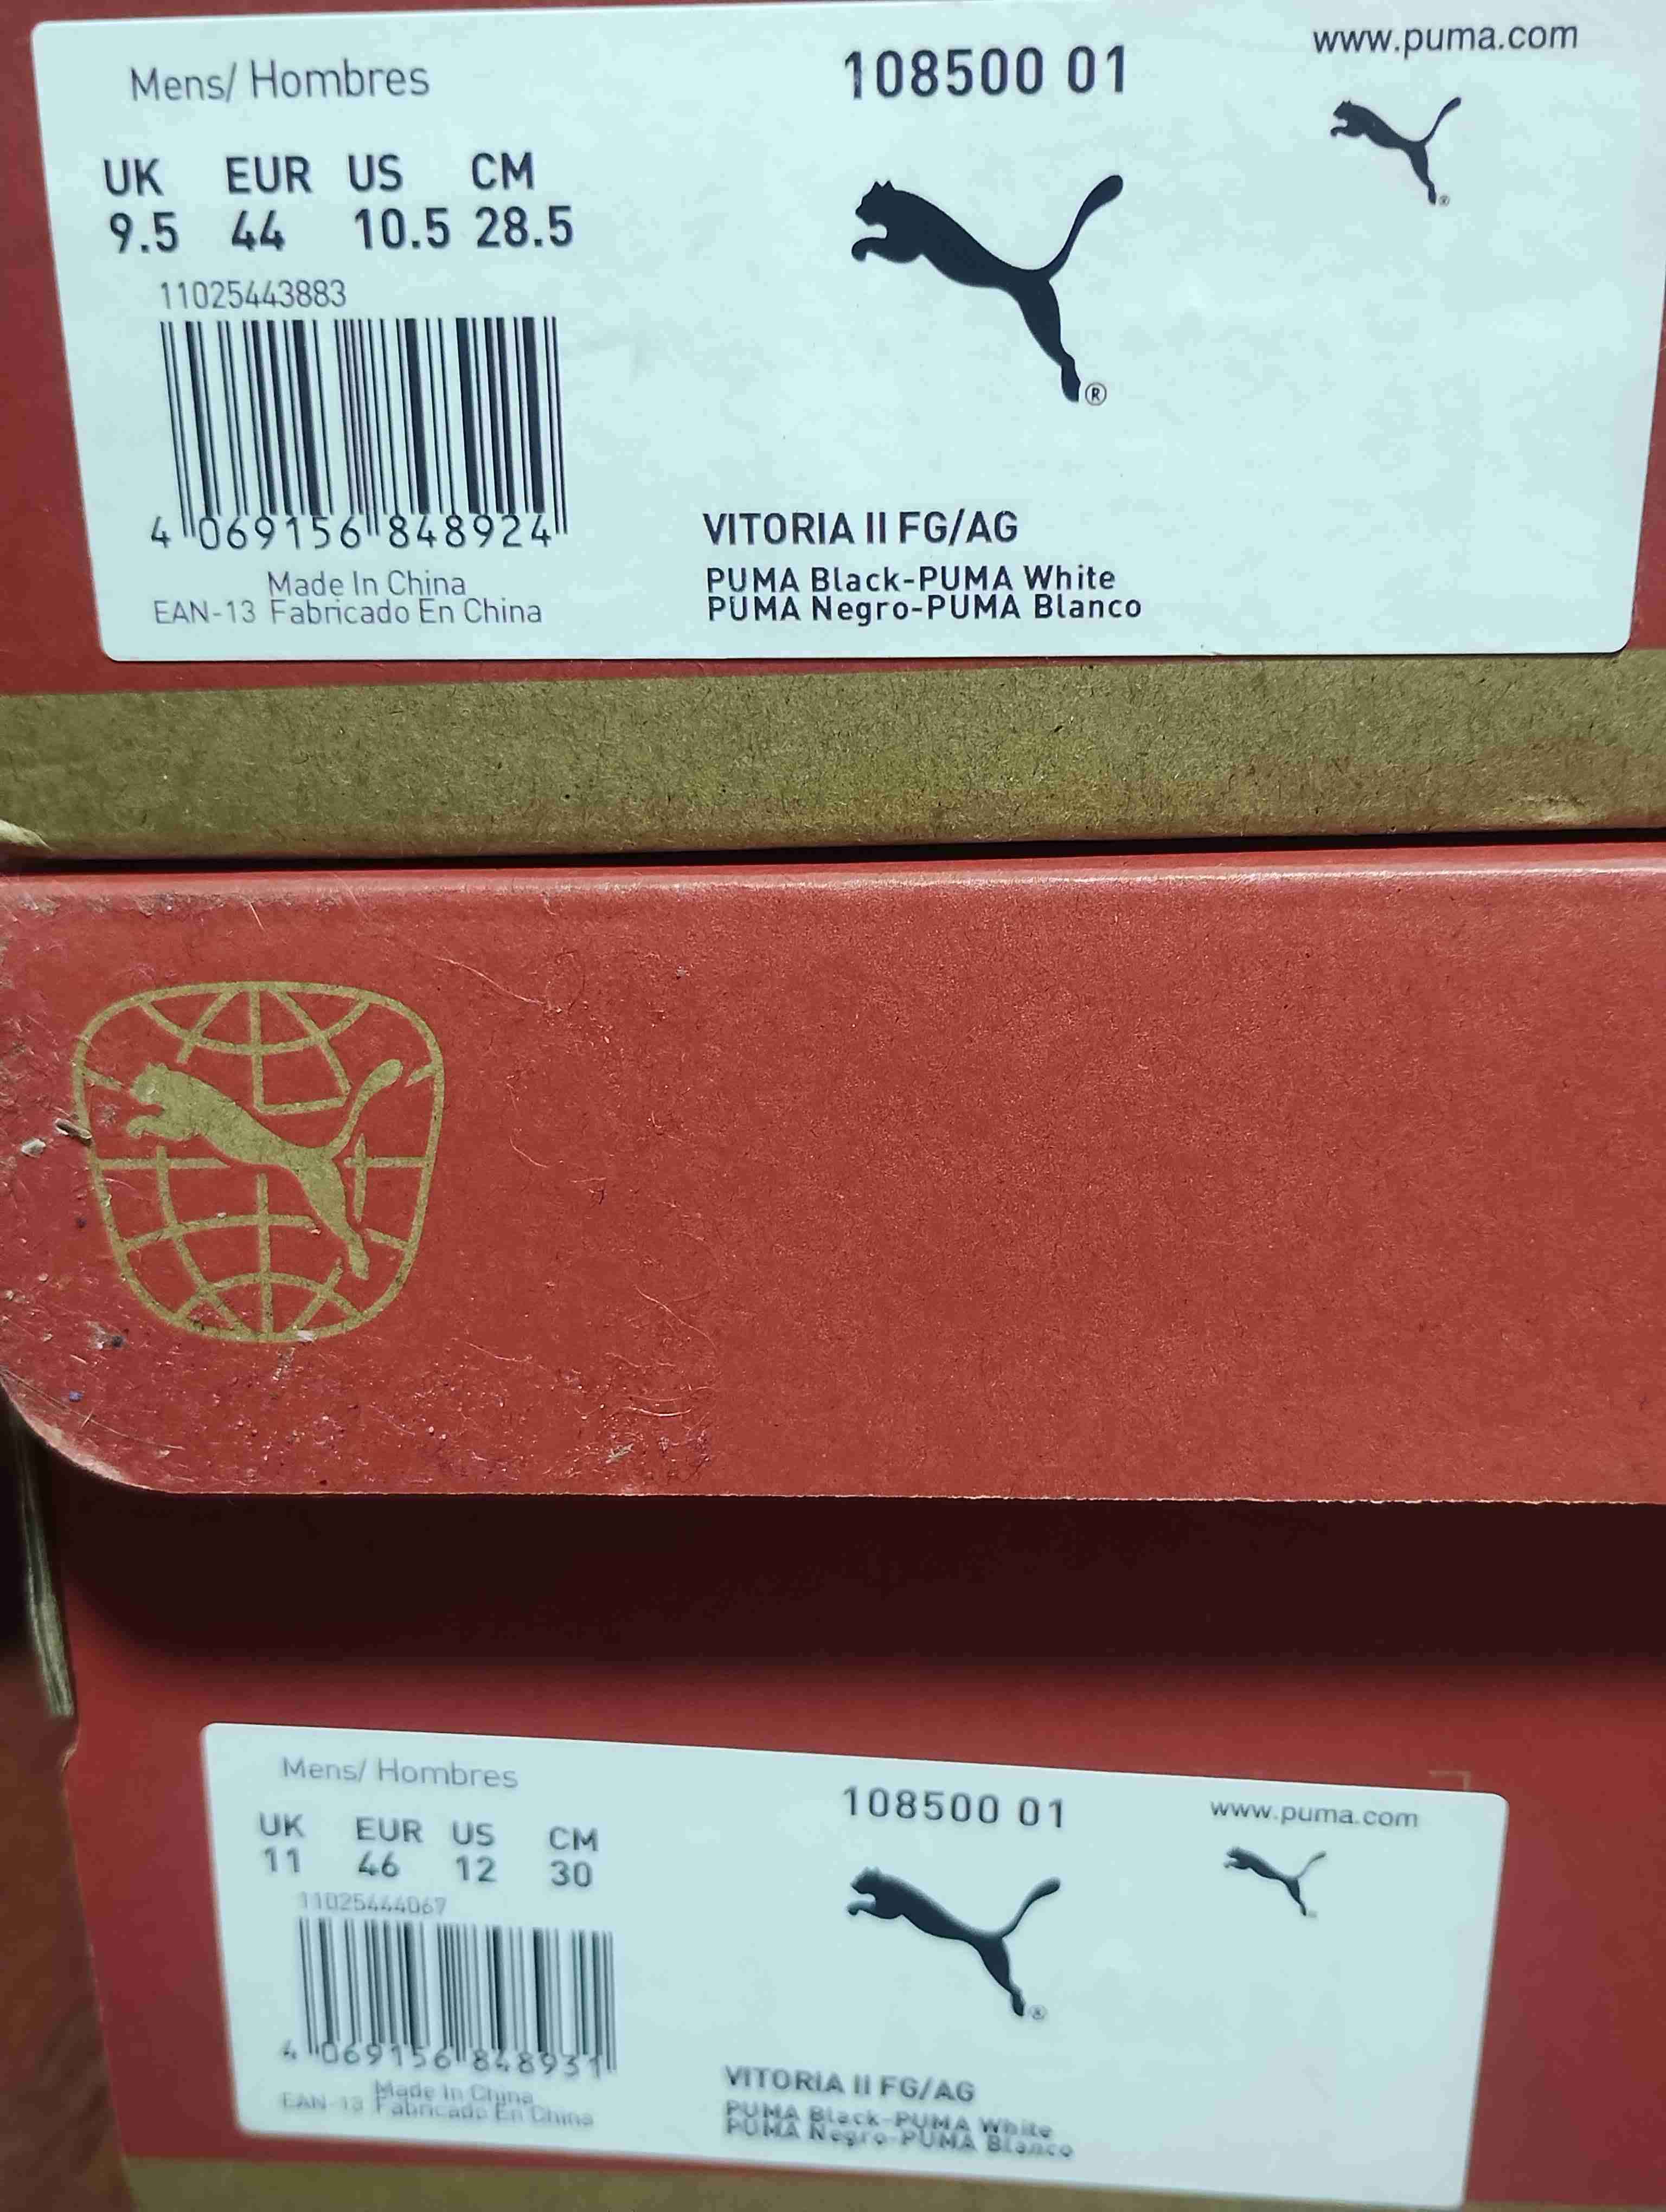 Mens/ Hombres
108500 01
www.puma.com
UK EUR US CM
9.5 44 10.5 28.5
11025443883
®
®
4 069156 848924
VITORIA II FG/AG
Made In China
PUMA Black-PUMA White
EAN-13 Fabricado En China
PUMA Negro-PUMA Blanco
Mens/ Hombres
108500 01
www.puma.com
UK EUR US CM
11 46 12 30
11025444067
®
4 069156 848931
VITORIA II FG/AG
Made In China
PUMA Black-PUMA White
EAN-13 Fabricado En China
PUMA Negro-PUMA Blanco